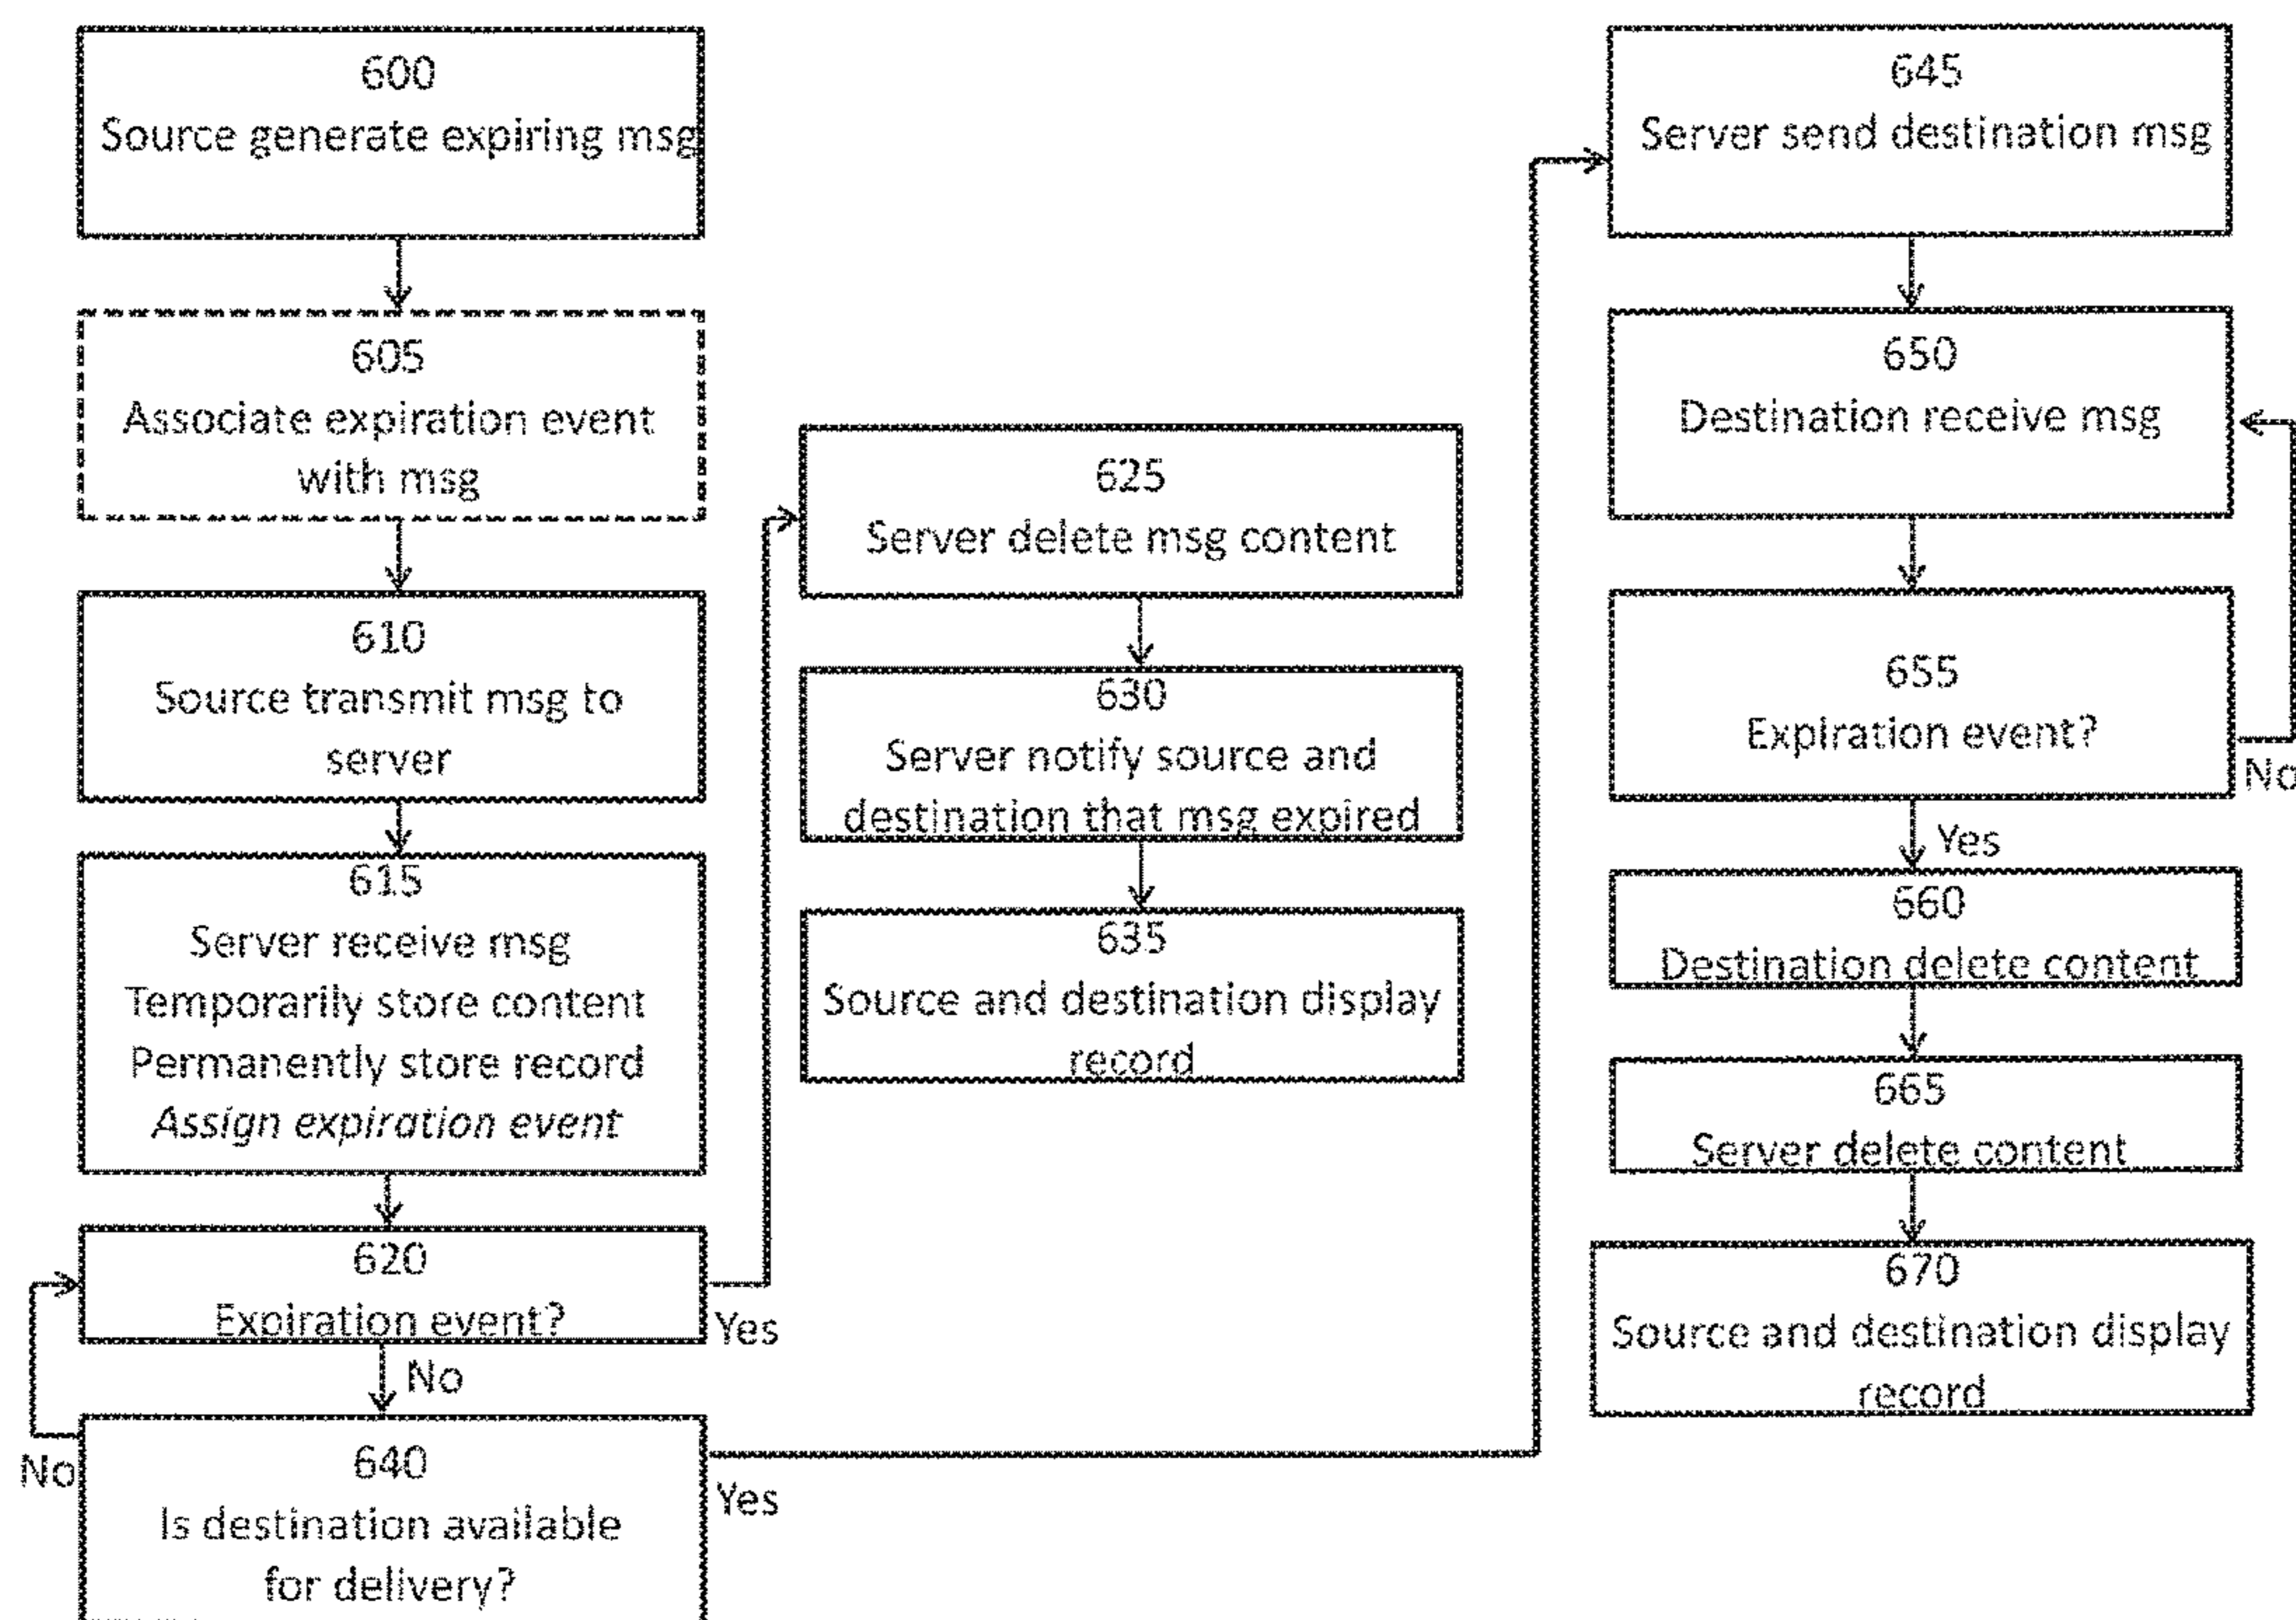 600
Source generate expiring msg
605
Associate expiration event
with msg
610
Source transmit msg to
server
615
Server receive msg
Temporarily store content
Permanently store record
Assign expiration event
620
Expiration event?
Yes
No
640
Is destination available
for delivery?
No
Yes
625
Server delete msg content
630
Server notify source and
destination that msg expired
635
Source and destination display
record
645
Server send destination msg
650
Destination receive msg
655
Expiration event?
No
Yes
660
Destination delete content
665
Server delete content
670
Source and destination display
record